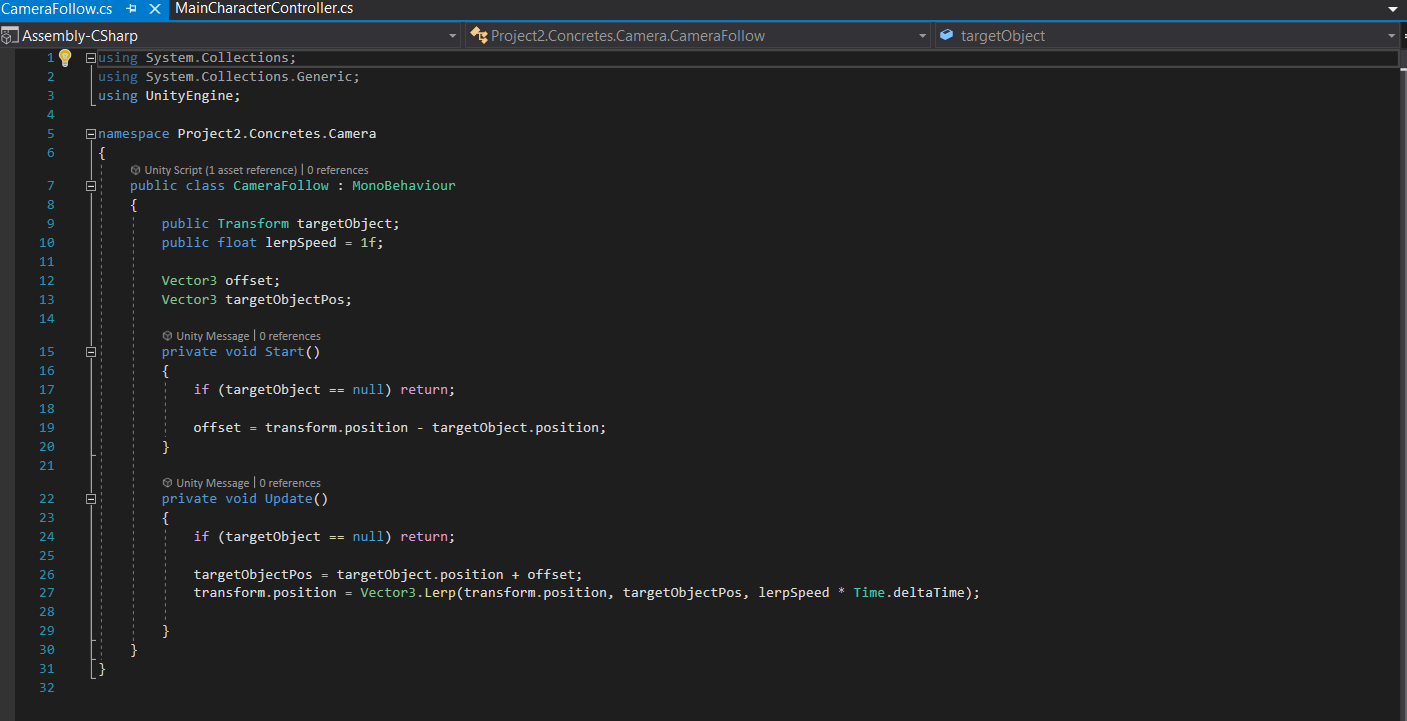 CameraFollow.cs MainCharacterController.cs
Assembly-CSharp Project2.Concretes.Camera.CameraFollow targetObject
1 using System.Collections;
2 using System.Collections.Generic;
3 using UnityEngine;
4
5 namespace Project2.Concretes.Camera
6 {
Unity Script (1 asset reference) | 0 references
7 public class CameraFollow : MonoBehaviour
8 {
9 public Transform targetObject;
10 public float lerpSpeed = 1f;
11
12 Vector3 offset;
13 Vector3 targetObjectPos;
14
Unity Message | 0 references
15 private void Start()
16 {
17 if (targetObject == null) return;
18
19 offset = transform.position - targetObject.position;
20 }
21
Unity Message | 0 references
22 private void Update()
23 {
24 if (targetObject == null) return;
25
26 targetObjectPos = targetObject.position + offset;
27 transform.position = Vector3.Lerp(transform.position, targetObjectPos, lerpSpeed * Time.deltaTime);
28
29 }
30 }
31 }
32